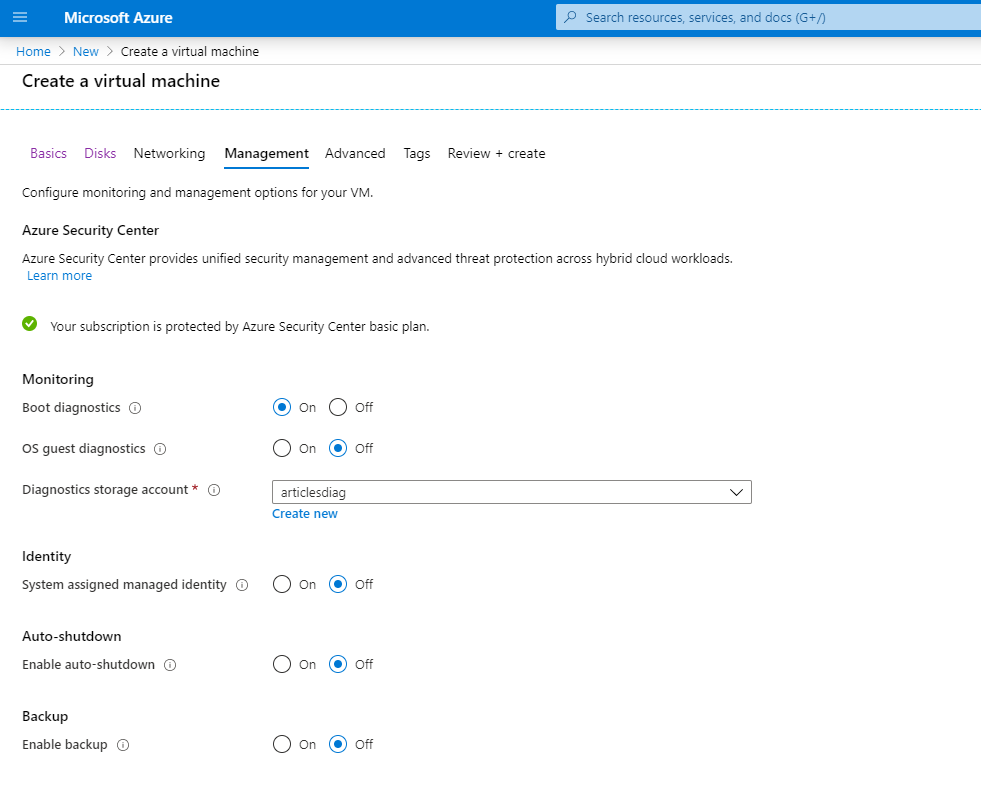 Microsoft Azure
Search resources, services, and docs (G+/)
Home > New > Create a virtual machine
Create a virtual machine
Basics Disks Networking Management Advanced Tags Review + create
Configure monitoring and management options for your VM.
Azure Security Center
Azure Security Center provides unified security management and advanced threat protection across hybrid cloud workloads.
Learn more
Your subscription is protected by Azure Security Center basic plan.
Monitoring
Boot diagnostics On Off
OS guest diagnostics On Off
Diagnostics storage account * articlesdiag
Create new
Identity
System assigned managed identity On Off
Auto-shutdown
Enable auto-shutdown On Off
Backup
Enable backup On Off